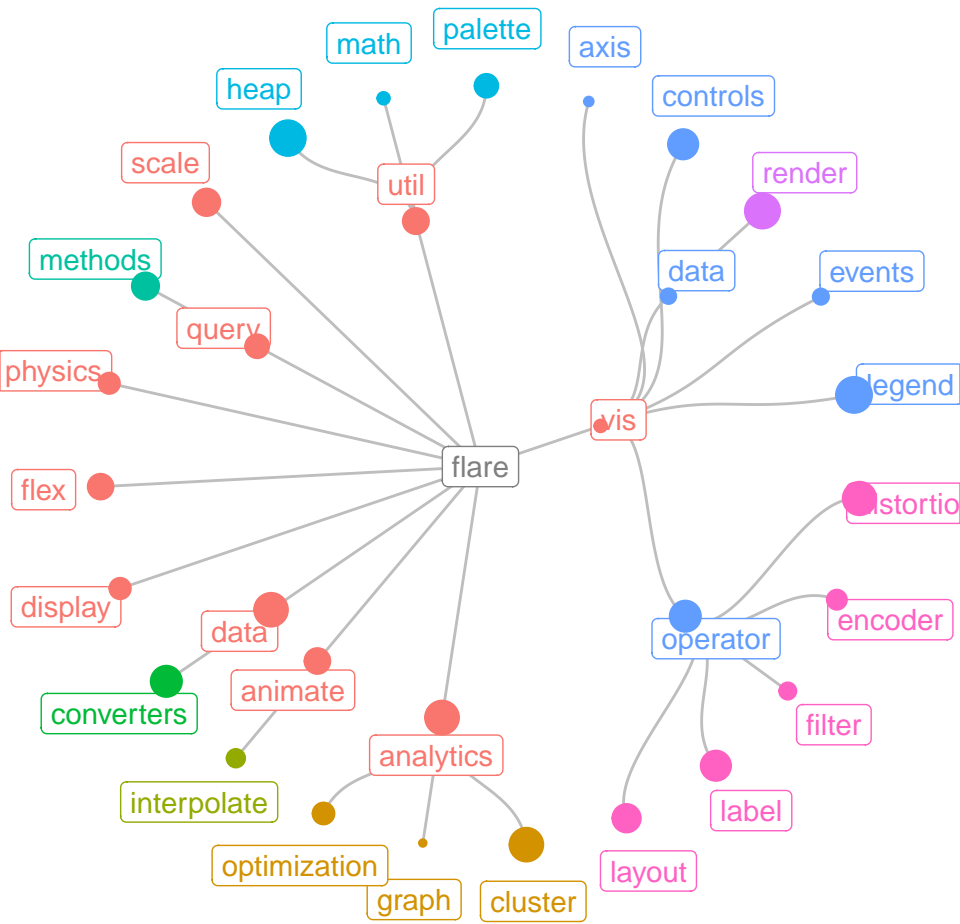 palette
math
axis
heap
controls
scale
render
util
methods
data
events
query
physics
legend
vis
flare
flex
istortio
display
encoder
data
operator
animate
converters
filter
analytics
interpolate
label
optimization
layout
graph
cluster